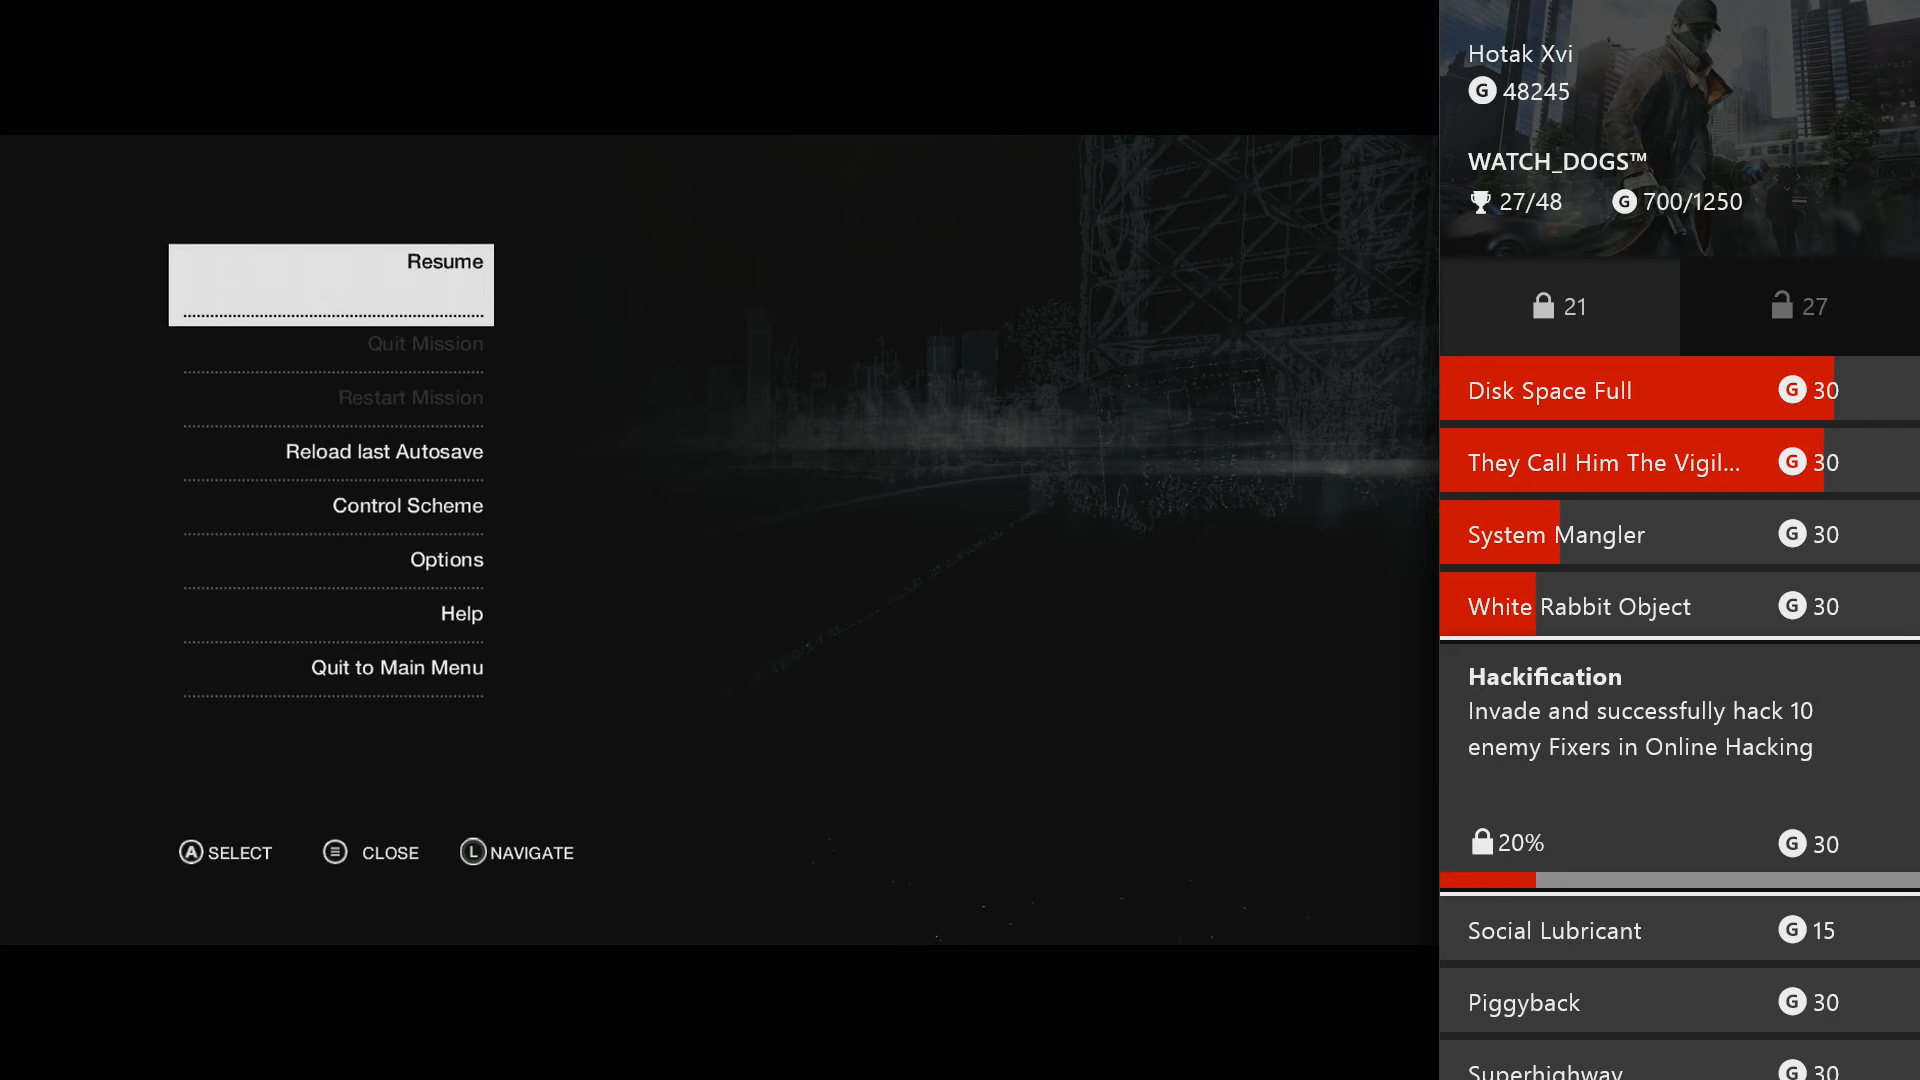 Resume
Quit Mission
Restart Mission
Reload last Autosave
Control Scheme
Options
Help
Quit to Main Menu
A SELECT
CLOSE
L NAVIGATE
Hotak Xvi
G 48245
WATCH_DOGS™
27/48
G 700/1250
21
27
Disk Space Full G 30
They Call Him The Vigil... G 30
System Mangler G 30
White Rabbit Object G 30
Hackification
Invade and successfully hack 10
enemy Fixers in Online Hacking
20% G 30
Social Lubricant G 15
Piggyback G 30
Superhighway G 30